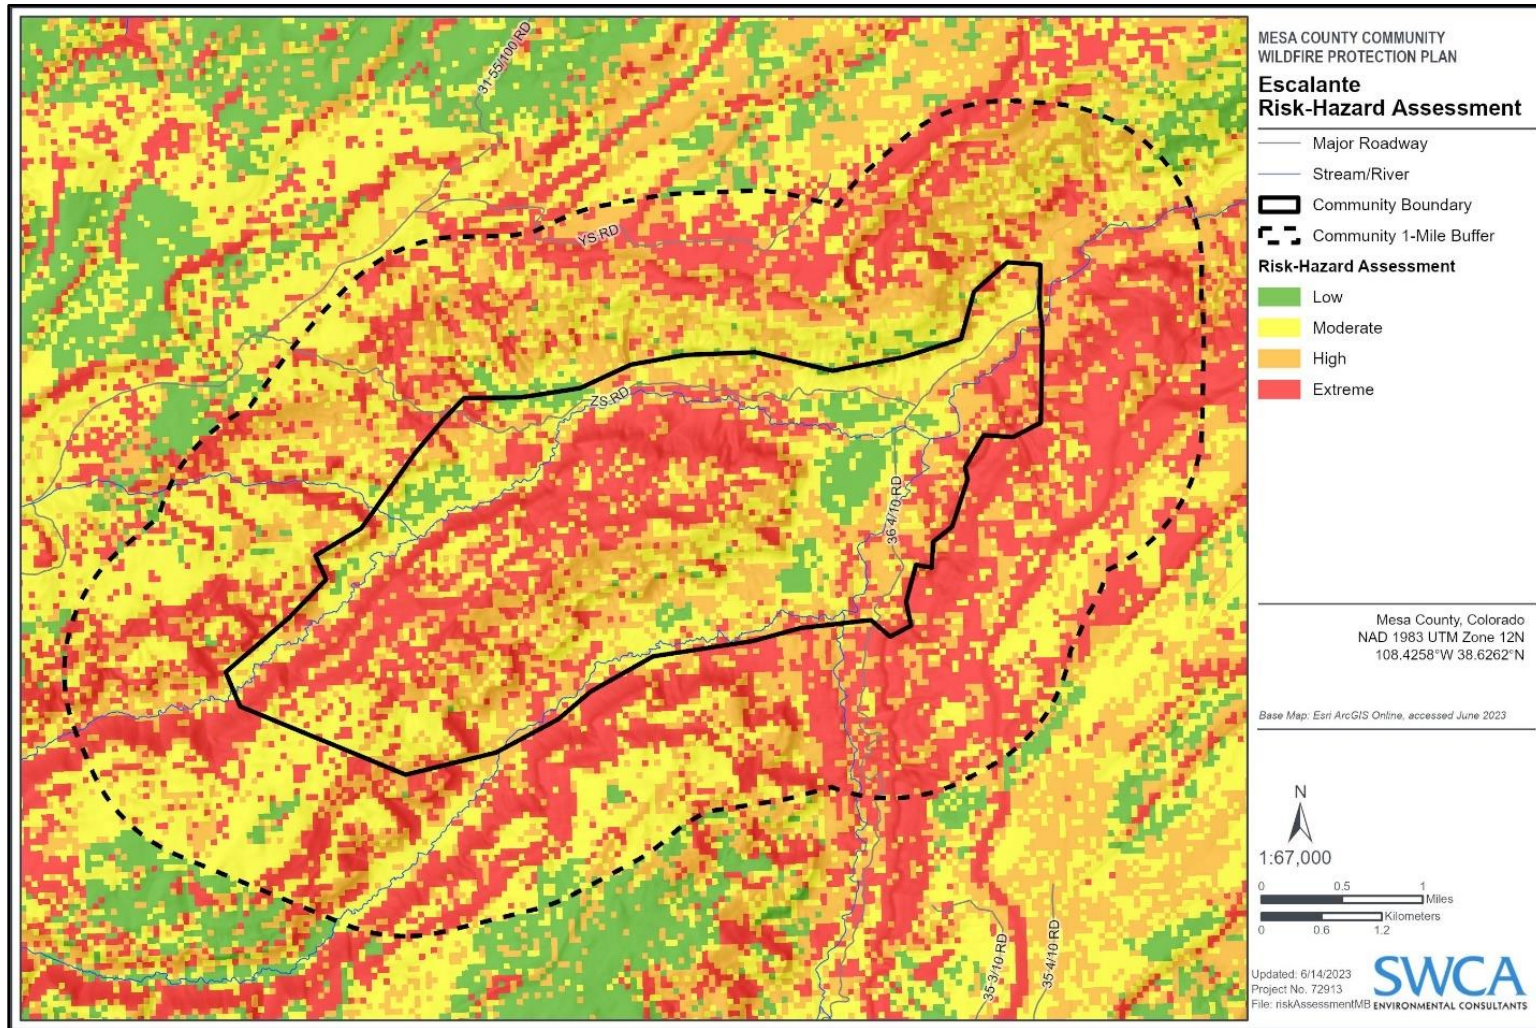 31-55/100 RD
YS RD
ZS RD
36 4/10 RD
35 3/10 RD
35 4/10 RD
MESA COUNTY COMMUNITY
WILDFIRE PROTECTION PLAN
Escalante
Risk-Hazard Assessment
Major Roadway
Stream/River
Community Boundary
Community 1-Mile Buffer
Risk-Hazard Assessment
Low
Moderate
High
Extreme
Mesa County, Colorado
NAD 1983 UTM Zone 12N
108.4258°W 38.6262°N
Base Map: Esri ArcGIS Online, accessed June 2023
N
1:67,000
0 0.5 1
Miles
Kilometers
0 0.6 1.2
Updated: 6/14/2023
Project No. 72913
File: riskAssessmentMB
SWCA
ENVIRONMENTAL CONSULTANTS